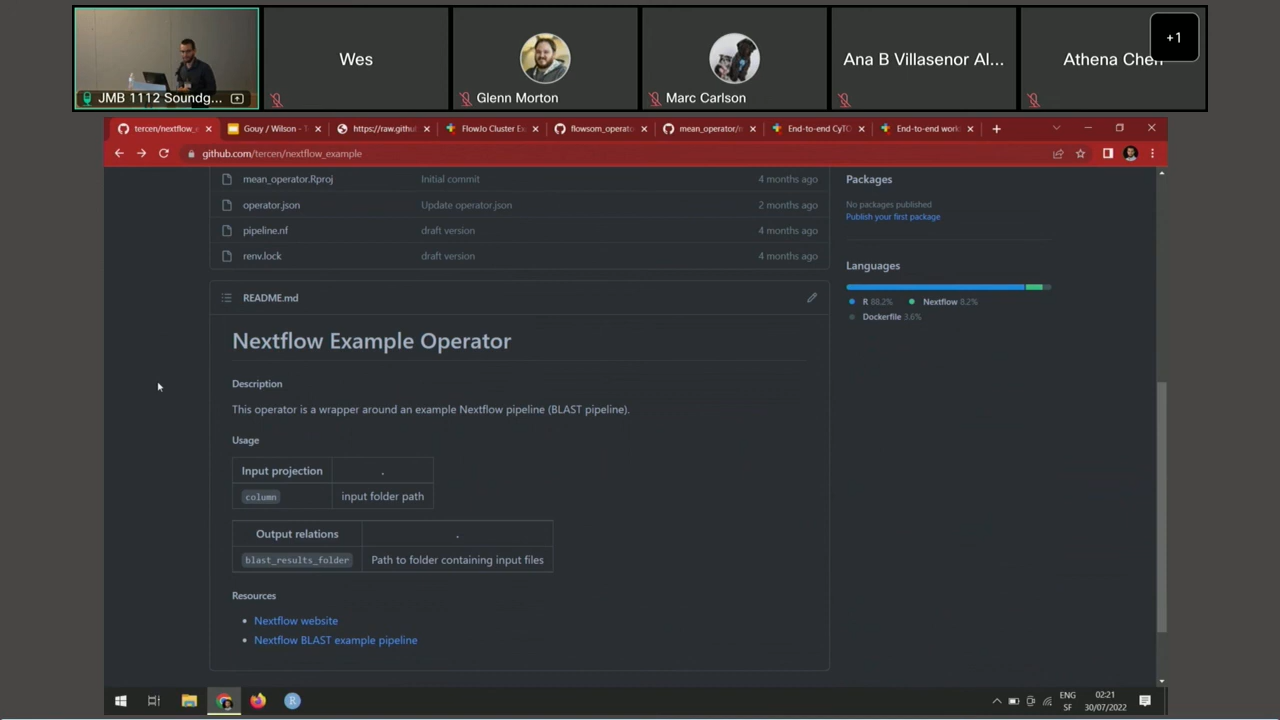 JMB 1112 Soundg...
Wes
Glenn Morton
Marc Carlson
Ana B Villasenor Al...
Athena Chen
+1
tercen/nextflow_e
Gouy / Wilson - T
https://raw.githu
FlowJo Cluster Ex
flowsom_operato
mean_operator/m
End-to-end CyTO
End-to-end work
github.com/tercen/nextflow_example
mean_operator.Rproj Initial commit 4 months ago
operator.json Update operator.json 2 months ago
pipeline.nf draft version 4 months ago
renv.lock draft version 4 months ago
Packages
No packages published
Publish your first package
Languages
R 88.2% Nextflow 8.2%
Dockerfile 3.6%
README.md
Nextflow Example Operator
Description
This operator is a wrapper around an example Nextflow pipeline (BLAST pipeline).
Usage
Input projection .
column input folder path
Output relations .
blast_results_folder Path to folder containing input files
Resources
Nextflow website
Nextflow BLAST example pipeline
ENG
SF
02:21
30/07/2022